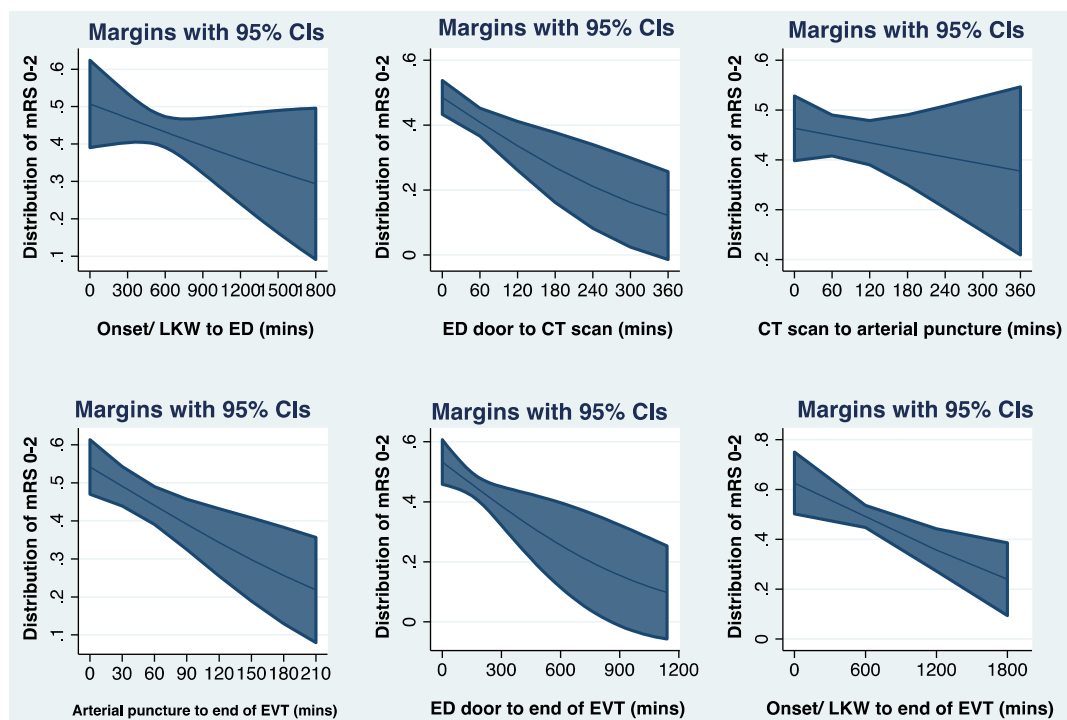 Margins with 95% CIs
Distribution of mRS 0-2
.6
.5
.4
.3
.1
0 300 600 900 1200 1500 1800
Onset/ LKW to ED (mins)
Margins with 95% CIs
Distribution of mRS 0-2
.6
.4
.2
0
0 60 120 180 240 300 360
ED door to CT scan (mins)
Margins with 95% CIs
Distribution of mRS 0-2
.6
.5
.4
.3
.2
0 60 120 180 240 300 360
CT scan to arterial puncture (mins)
Margins with 95% CIs
Distribution of mRS 0-2
.6
.5
.4
.3
.1
0 30 60 90 120 150 180 210
Arterial puncture to end of EVT (mins)
Margins with 95% CIs
Distribution of mRS 0-2
.6
.4
.2
0
0 300 600 900 1200
ED door to end of EVT (mins)
Margins with 95% CIs
Distribution of mRS 0-2
0.8
.6
.4
.2
0
0 600 1200 1800
Onset/ LKW to end of EVT (mins)